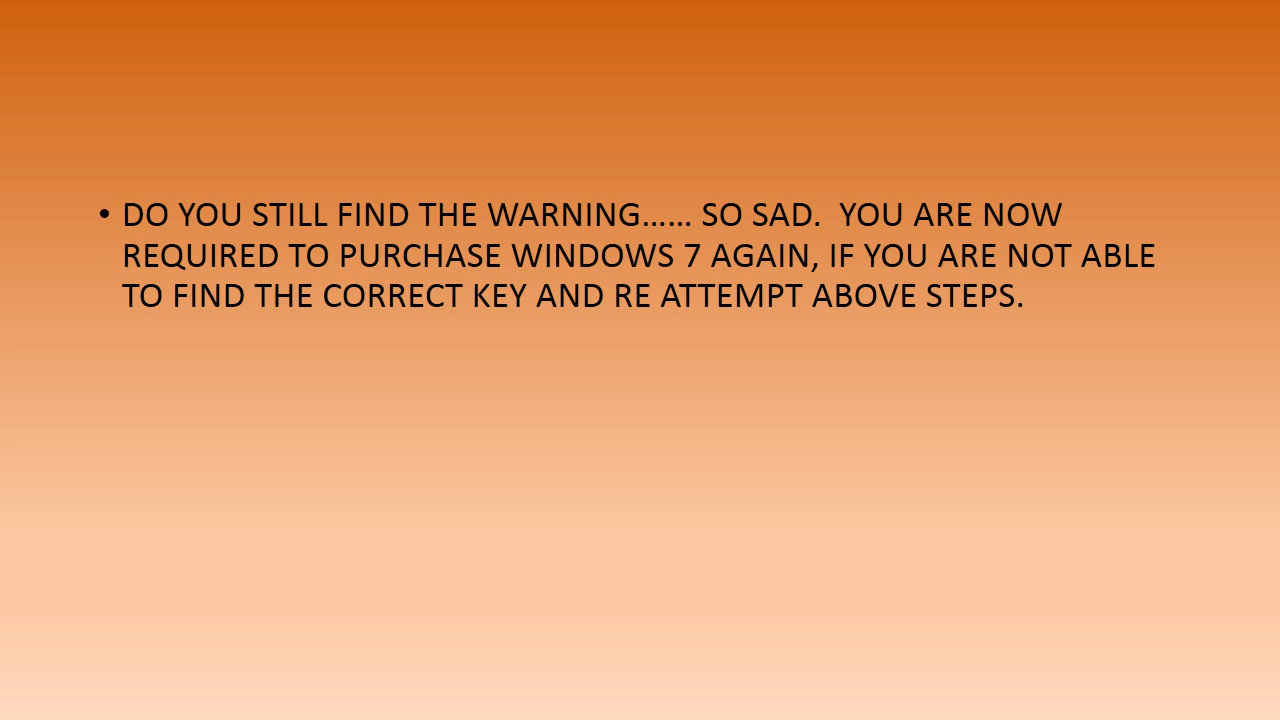 • DO YOU STILL FIND THE WARNING...... SO SAD.  YOU ARE NOW
REQUIRED TO PURCHASE WINDOWS 7 AGAIN, IF YOU ARE NOT ABLE
TO FIND THE CORRECT KEY AND RE ATTEMPT ABOVE STEPS.